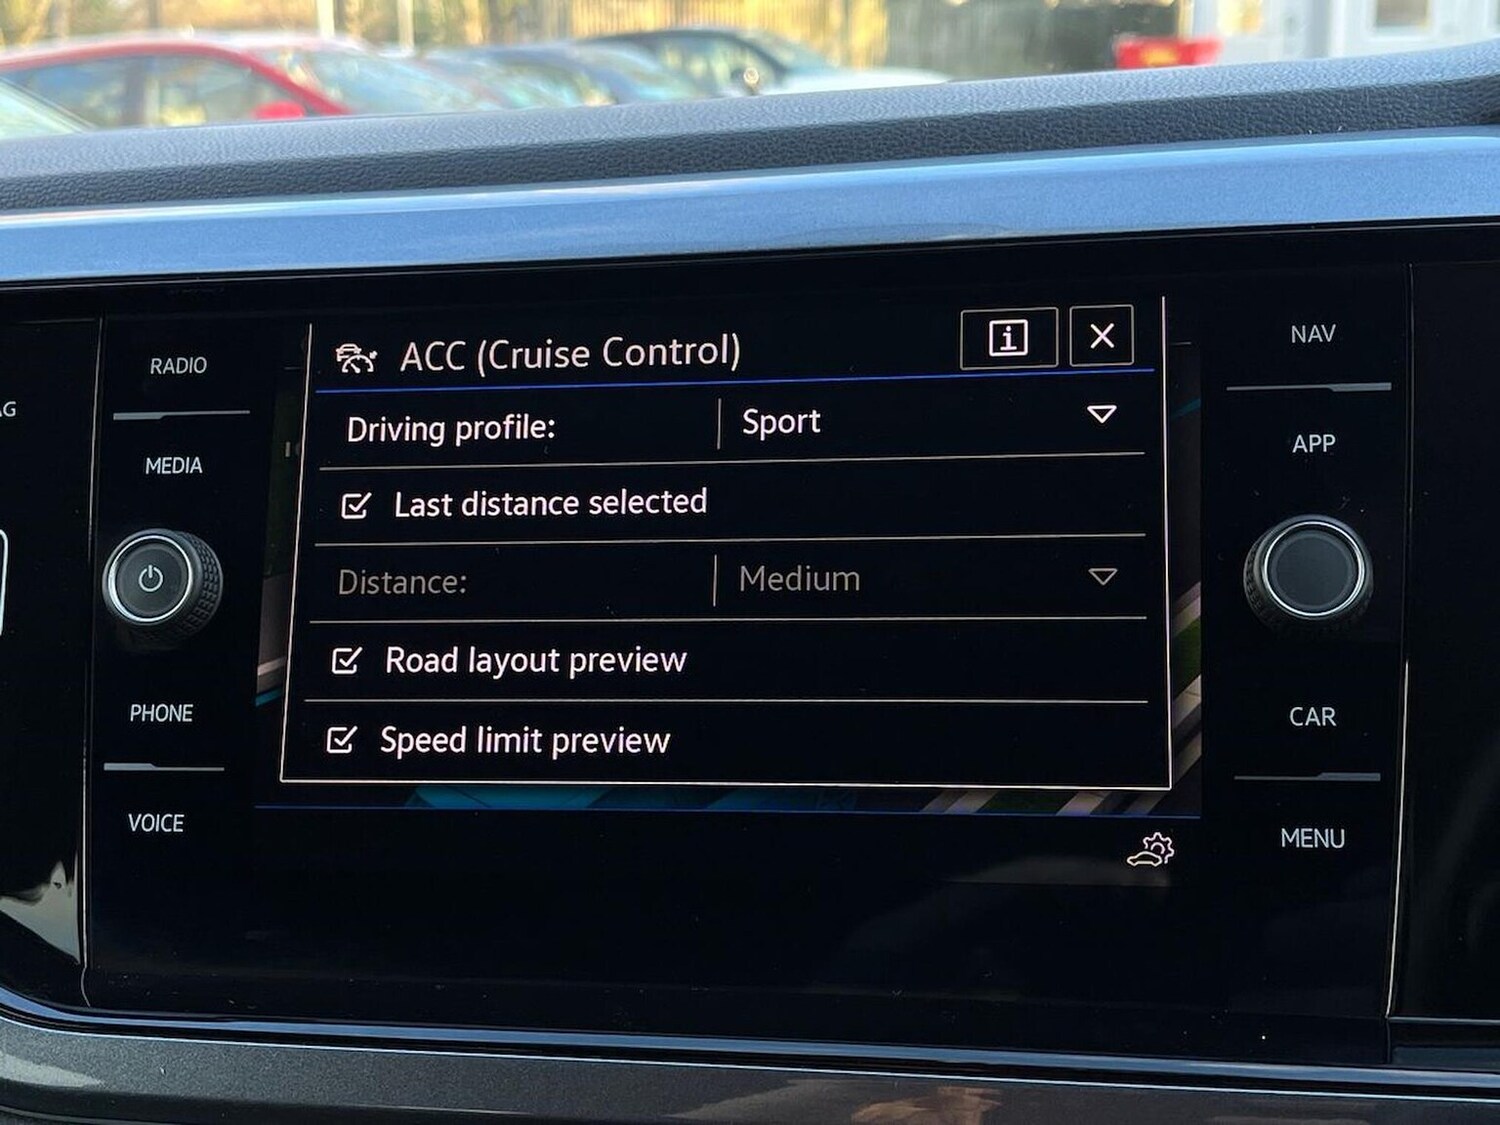 AG
RADIO
MEDIA
PHONE
VOICE
ACC (Cruise Control)
i
X
Driving profile: Sport
Last distance selected
Distance: Medium
Road layout preview
Speed limit preview
NAV
APP
CAR
MENU